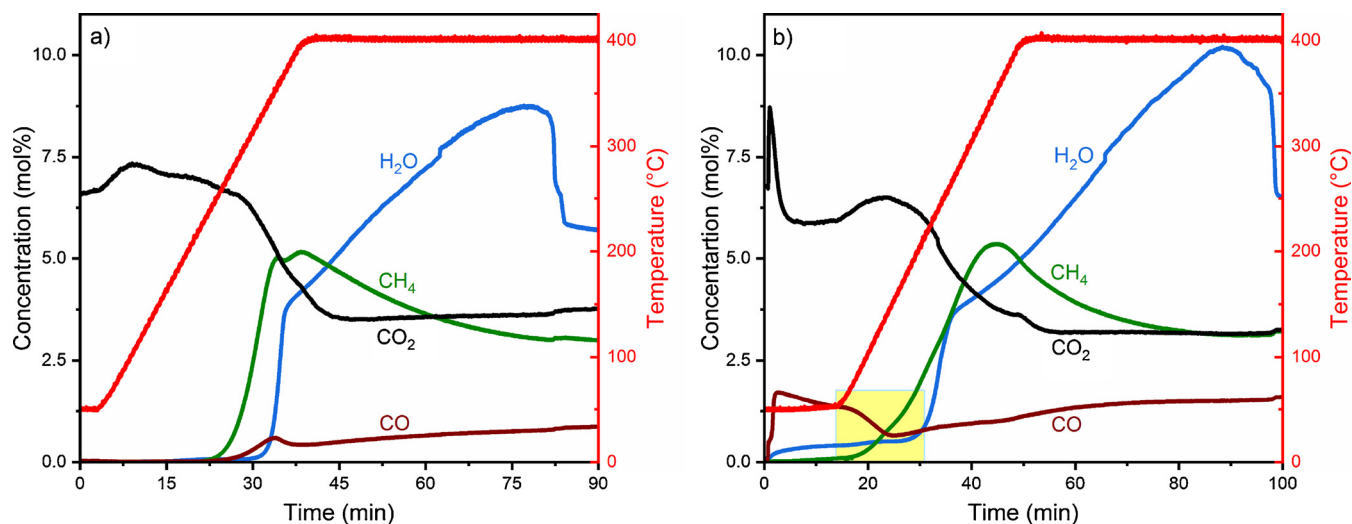 a)
10.0
7.5
5.0
2.5
0.0
Concentration (mol%)
H₂O
CH₄
CO₂
CO
400
300
200
100
0
Temperature (°C)
0 15 30 45 60 75 90
Time (min)
b)
10.0
7.5
5.0
2.5
0.0
Concentartion (mol%)
H₂O
CH₄
CO₂
CO
400
300
200
100
0
Temperature (°C)
0 20 40 60 80 100
Time (min)